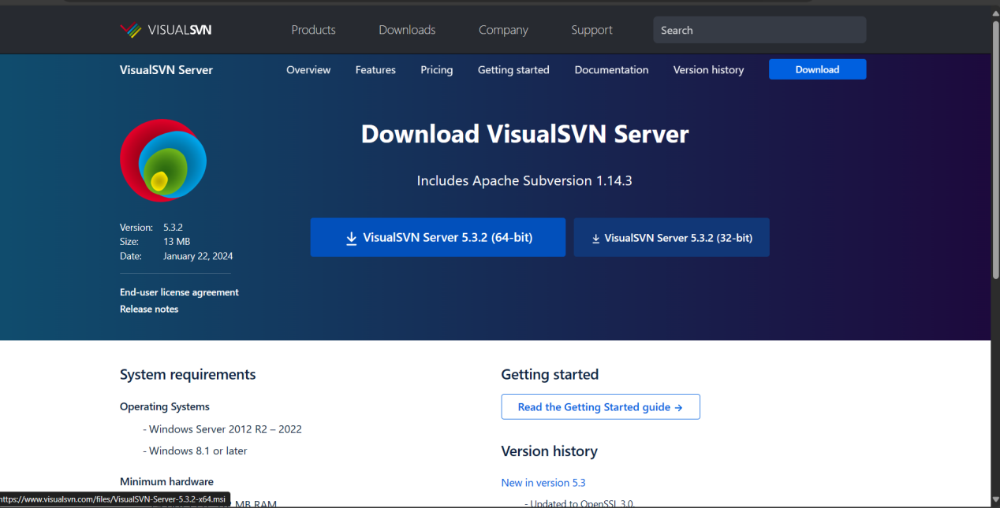 VISUALSVN Products Downloads Company Support Search
VisualSVN Server Overview Features Pricing Getting started Documentation Version history Download
Download VisualSVN Server
Includes Apache Subversion 1.14.3
VisualSVN Server 5.3.2 (64-bit) VisualSVN Server 5.3.2 (32-bit)
Version: 5.3.2
Size: 13 MB
Date: January 22, 2024
End-user license agreement
Release notes
System requirements
Operating Systems
- Windows Server 2012 R2 – 2022
- Windows 8.1 or later
Minimum hardware
MB RAM
Getting started
Read the Getting Started guide →
Version history
New in version 5.3
- Updated to OpenSSL 3.0.
https://www.visualsvn.com/files/VisualSVN-Server-5.3.2-x64.msi